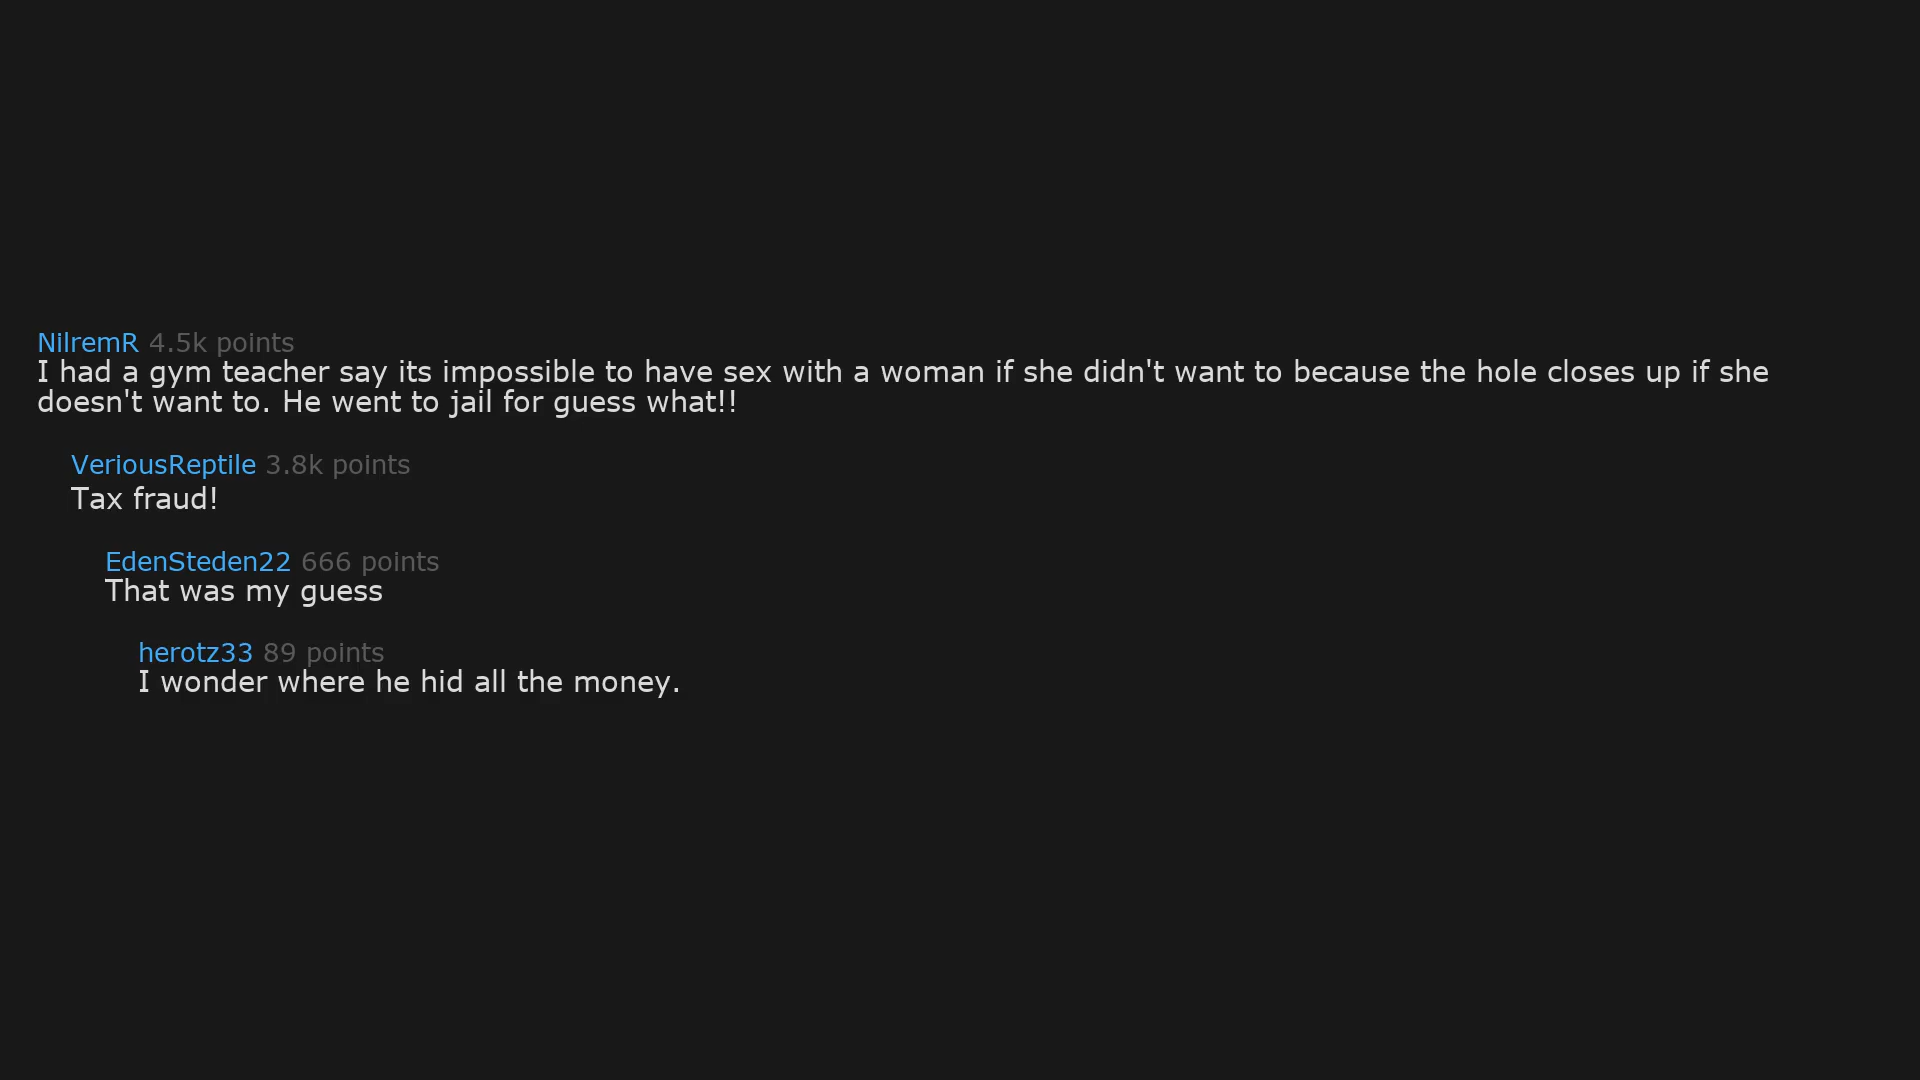 NilremR 4.5k points
I had a gym teacher say its impossible to have sex with a woman if she didn't want to because the hole closes up if she
doesn't want to. He went to jail for guess what!!
VeriousReptile 3.8k points
Tax fraud!
EdenSteden22 666 points
That was my guess
herotz33 89 points
I wonder where he hid all the money.